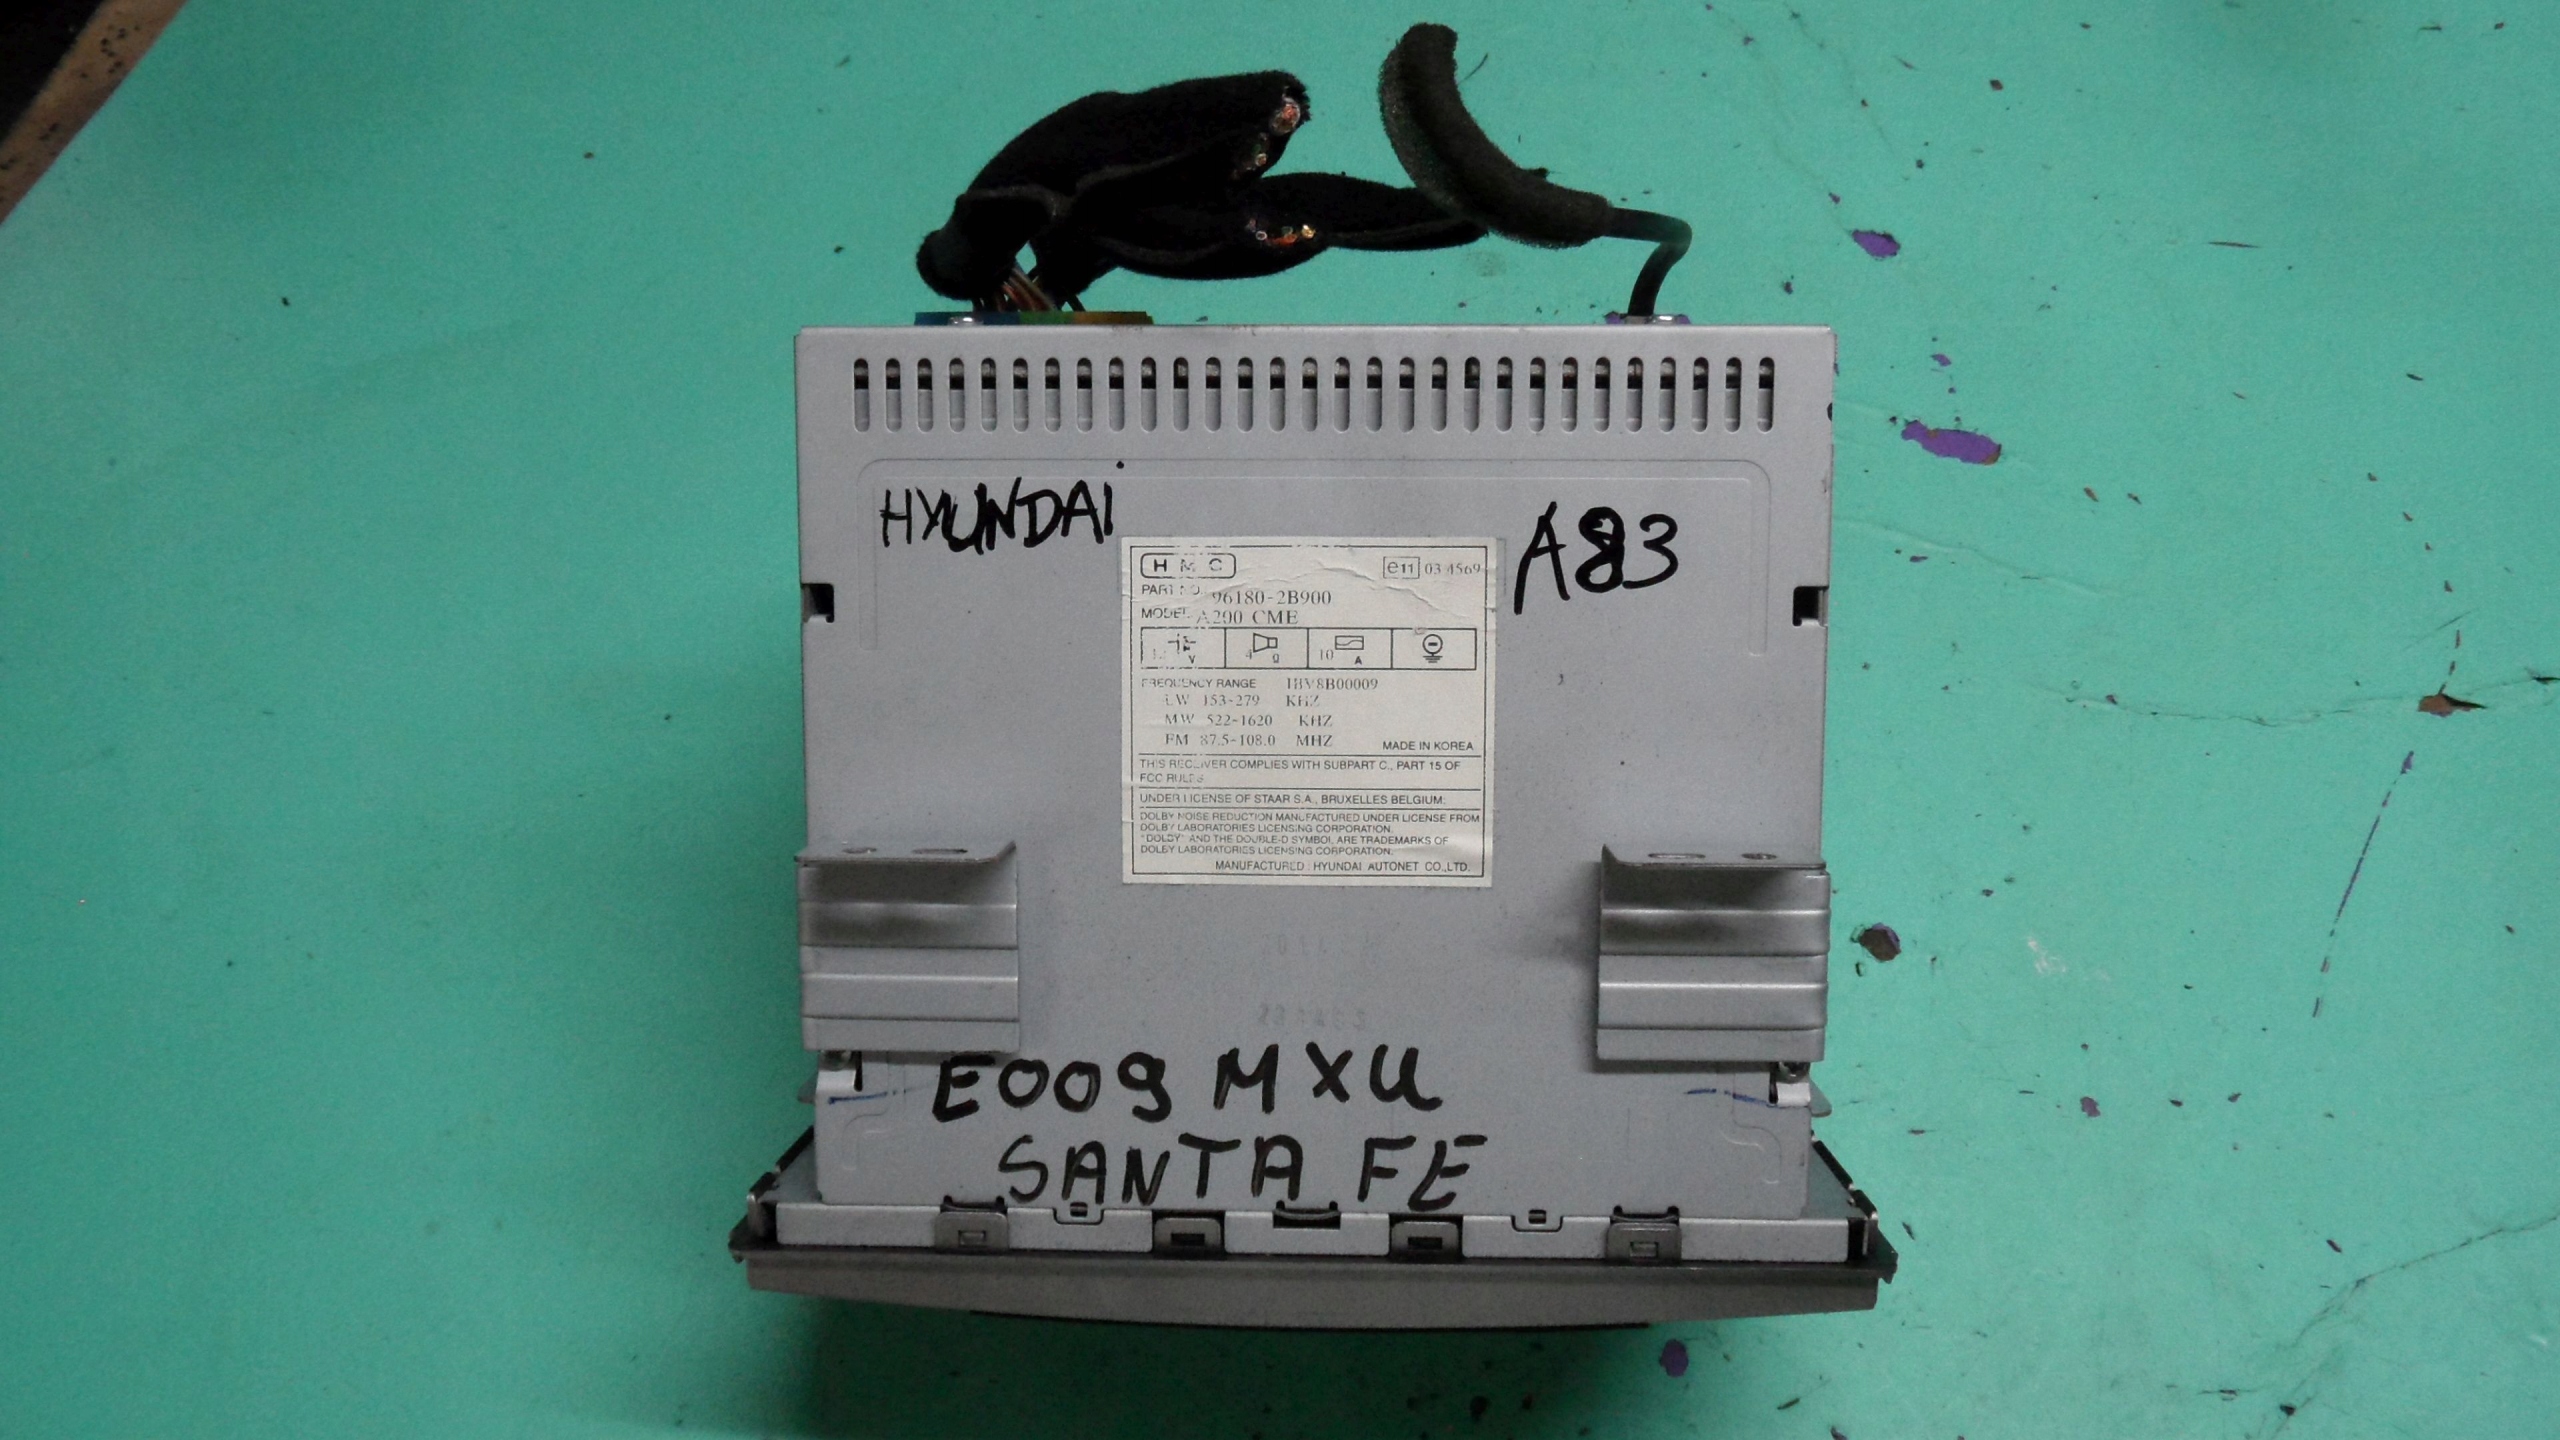 HYUNDAI
A83
H M C
e11 03 4569
PART NO. 96180-2B900
MODEL A200 CME
V
4 Ω
10 A
FREQUENCY RANGE 18V8B00009
LW 153-279 KHZ
MW 522-1620 KHZ
FM 87.5-108.0 MHZ
MADE IN KOREA
THIS RECEIVER COMPLIES WITH SUBPART C., PART 15 OF
FCC RULES
UNDER LICENSE OF STAAR S.A., BRUXELLES BELGIUM:
DOLBY NOISE REDUCTION MANUFACTURED UNDER LICENSE FROM
DOLBY LABORATORIES LICENSING CORPORATION.
"DOLBY" AND THE DOUBLE-D SYMBOL ARE TRADEMARKS OF
DOLBY LABORATORIES LICENSING CORPORATION.
MANUFACTURED : HYUNDAI AUTONET CO.,LTD.
E009 MXU
SANTA FE